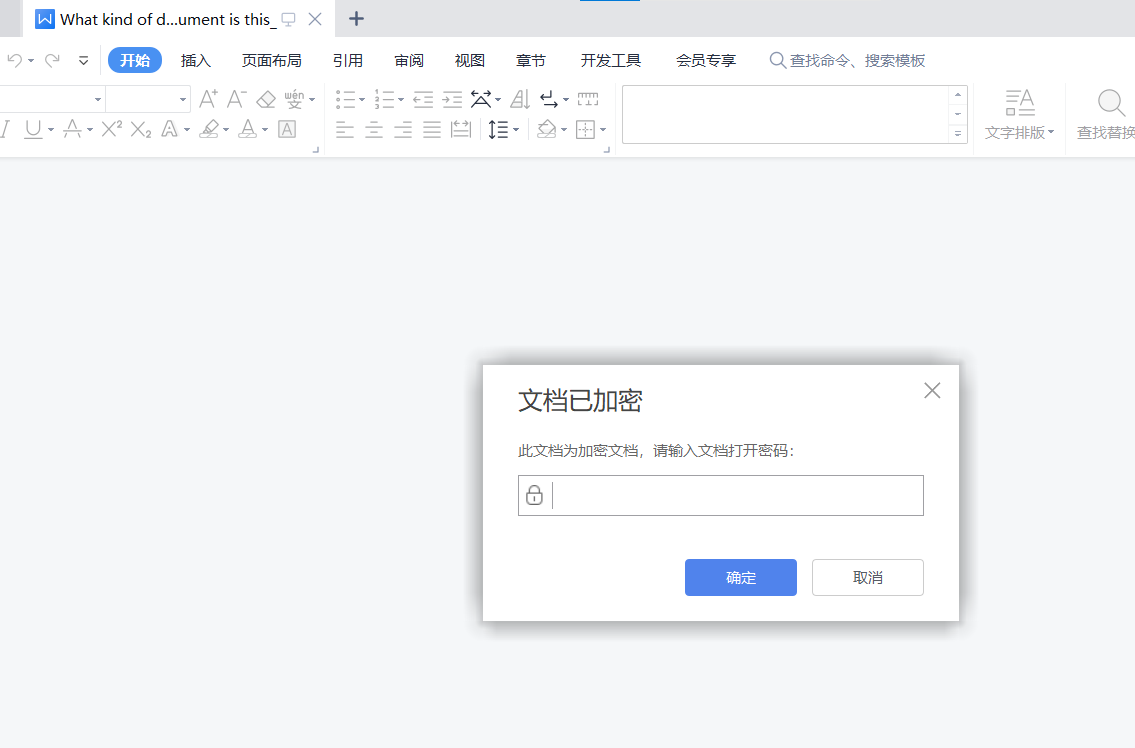 What kind of d...ument is this_
开始 插入 页面布局 引用 审阅 视图 章节 开发工具 会员专享 查找命令、搜索模板
A+ A- wén 变
I U A X² X₂ A A A
文字排版 查找替换
文档已加密
此文档为加密文档，请输入文档打开密码：
确定 取消